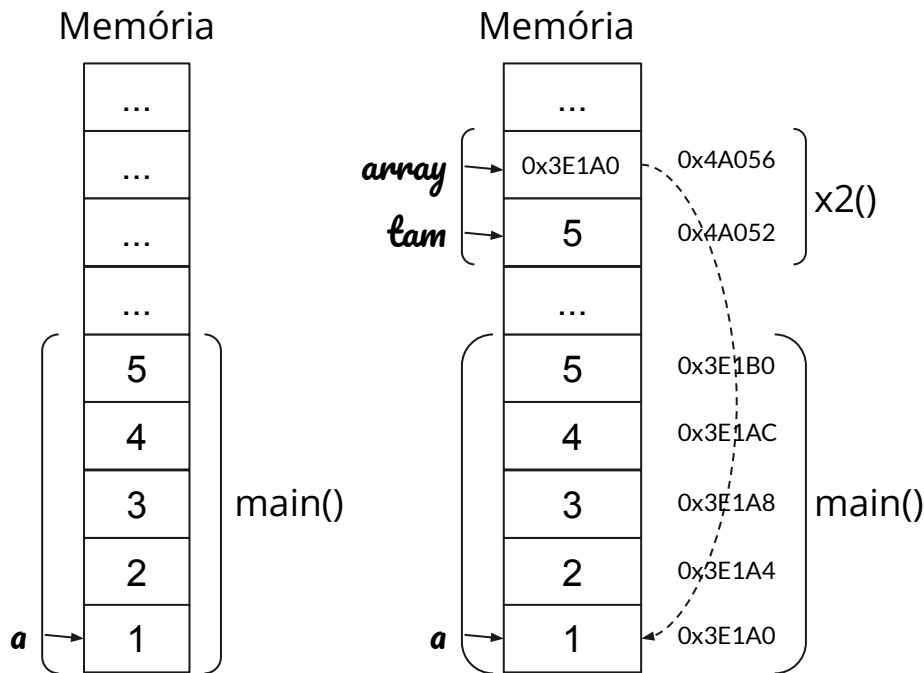 Memória
...
...
...
...
5
4
3
2
a 1
main()
Memória
...
array 0x3E1A0 0x4A056
tam 5 0x4A052
x2()
...
5 0x3E1B0
4 0x3E1AC
3 0x3E1A8
2 0x3E1A4
a 1 0x3E1A0
main()